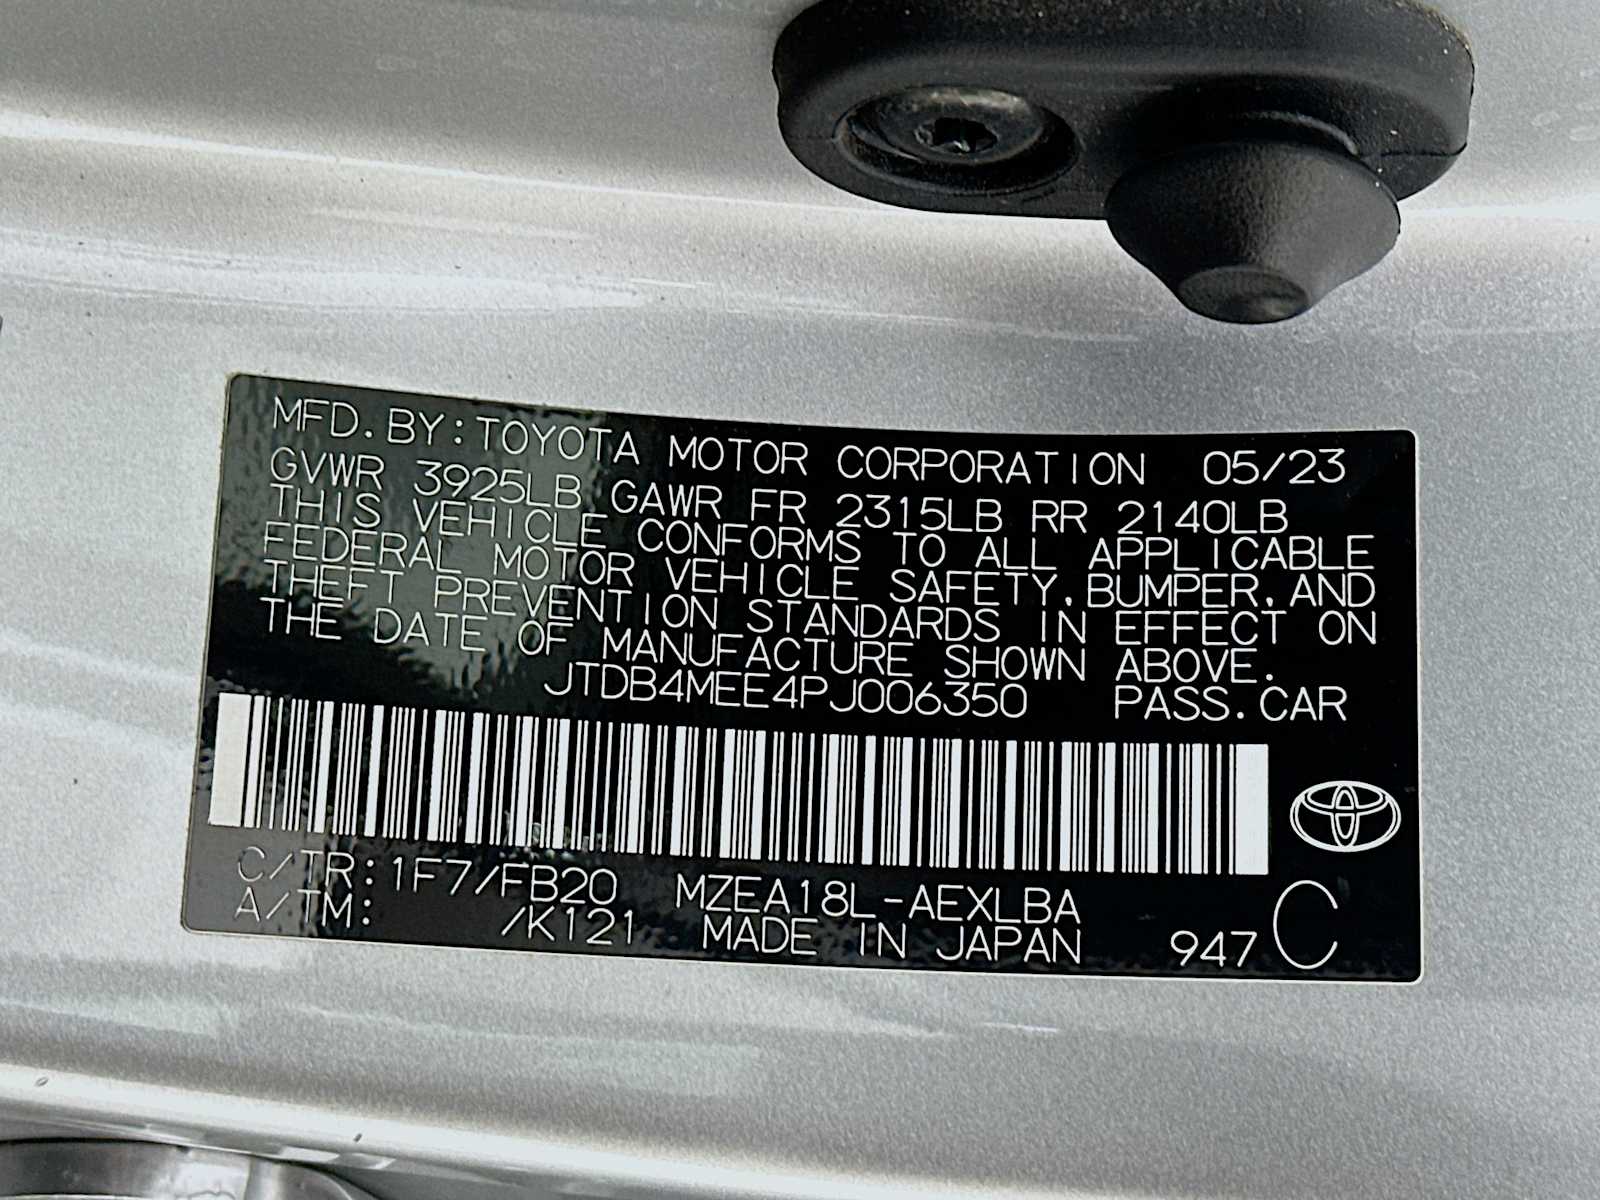 MFD. BY: TOYOTA MOTOR CORPORATION 05/23
GVWR 3925LB GAWR FR 2315LB RR 2140LB
THIS VEHICLE CONFORMS TO ALL APPLICABLE
FEDERAL MOTOR VEHICLE SAFETY, BUMPER, AND
THEFT PREVENTION STANDARDS IN EFFECT ON
THE DATE OF MANUFACTURE SHOWN ABOVE.
JTDB4MEE4PJ006350 PASS. CAR
C/TR: 1F7/FB20 MZEA18L-AEXLBA
A/TM: /K121 MADE IN JAPAN 947 C